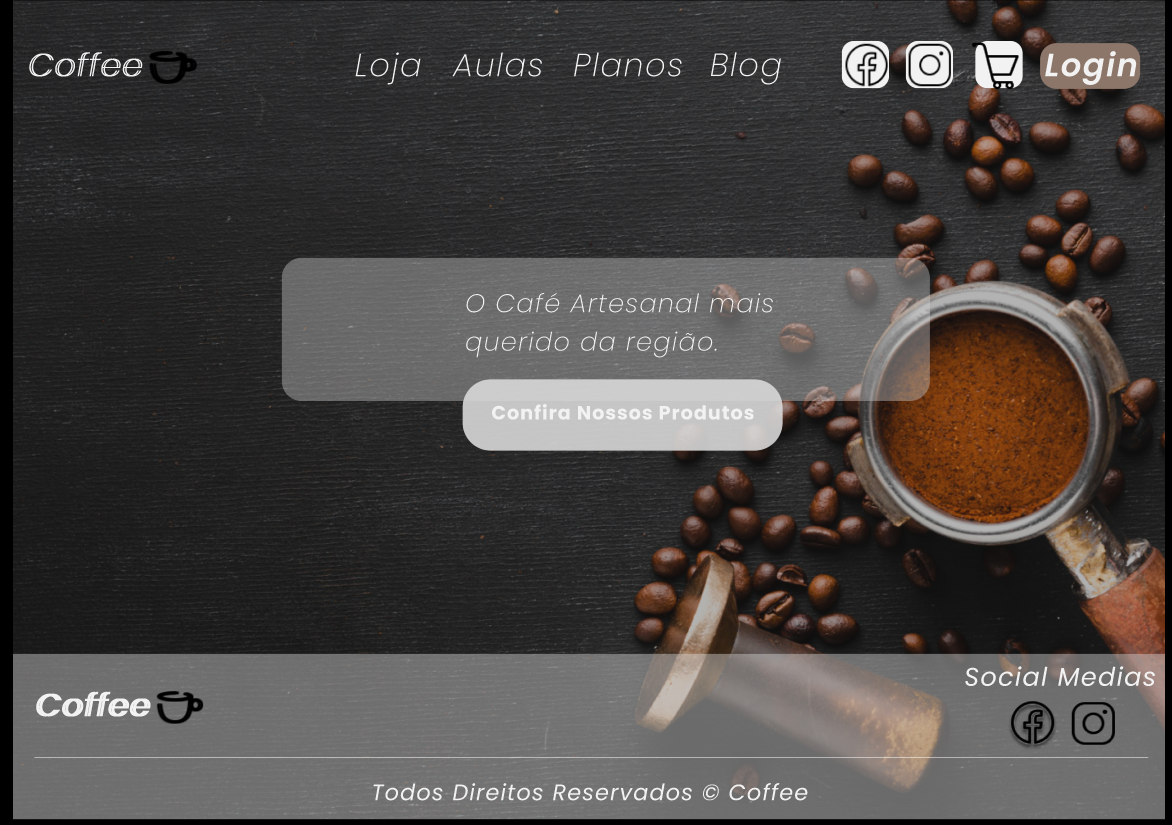 Coffee
Loja Aulas Planos Blog
Login
O Café Artesanal mais
querido da região.
Confira Nossos Produtos
Coffee
Social Medias
Todos Direitos Reservados © Coffee